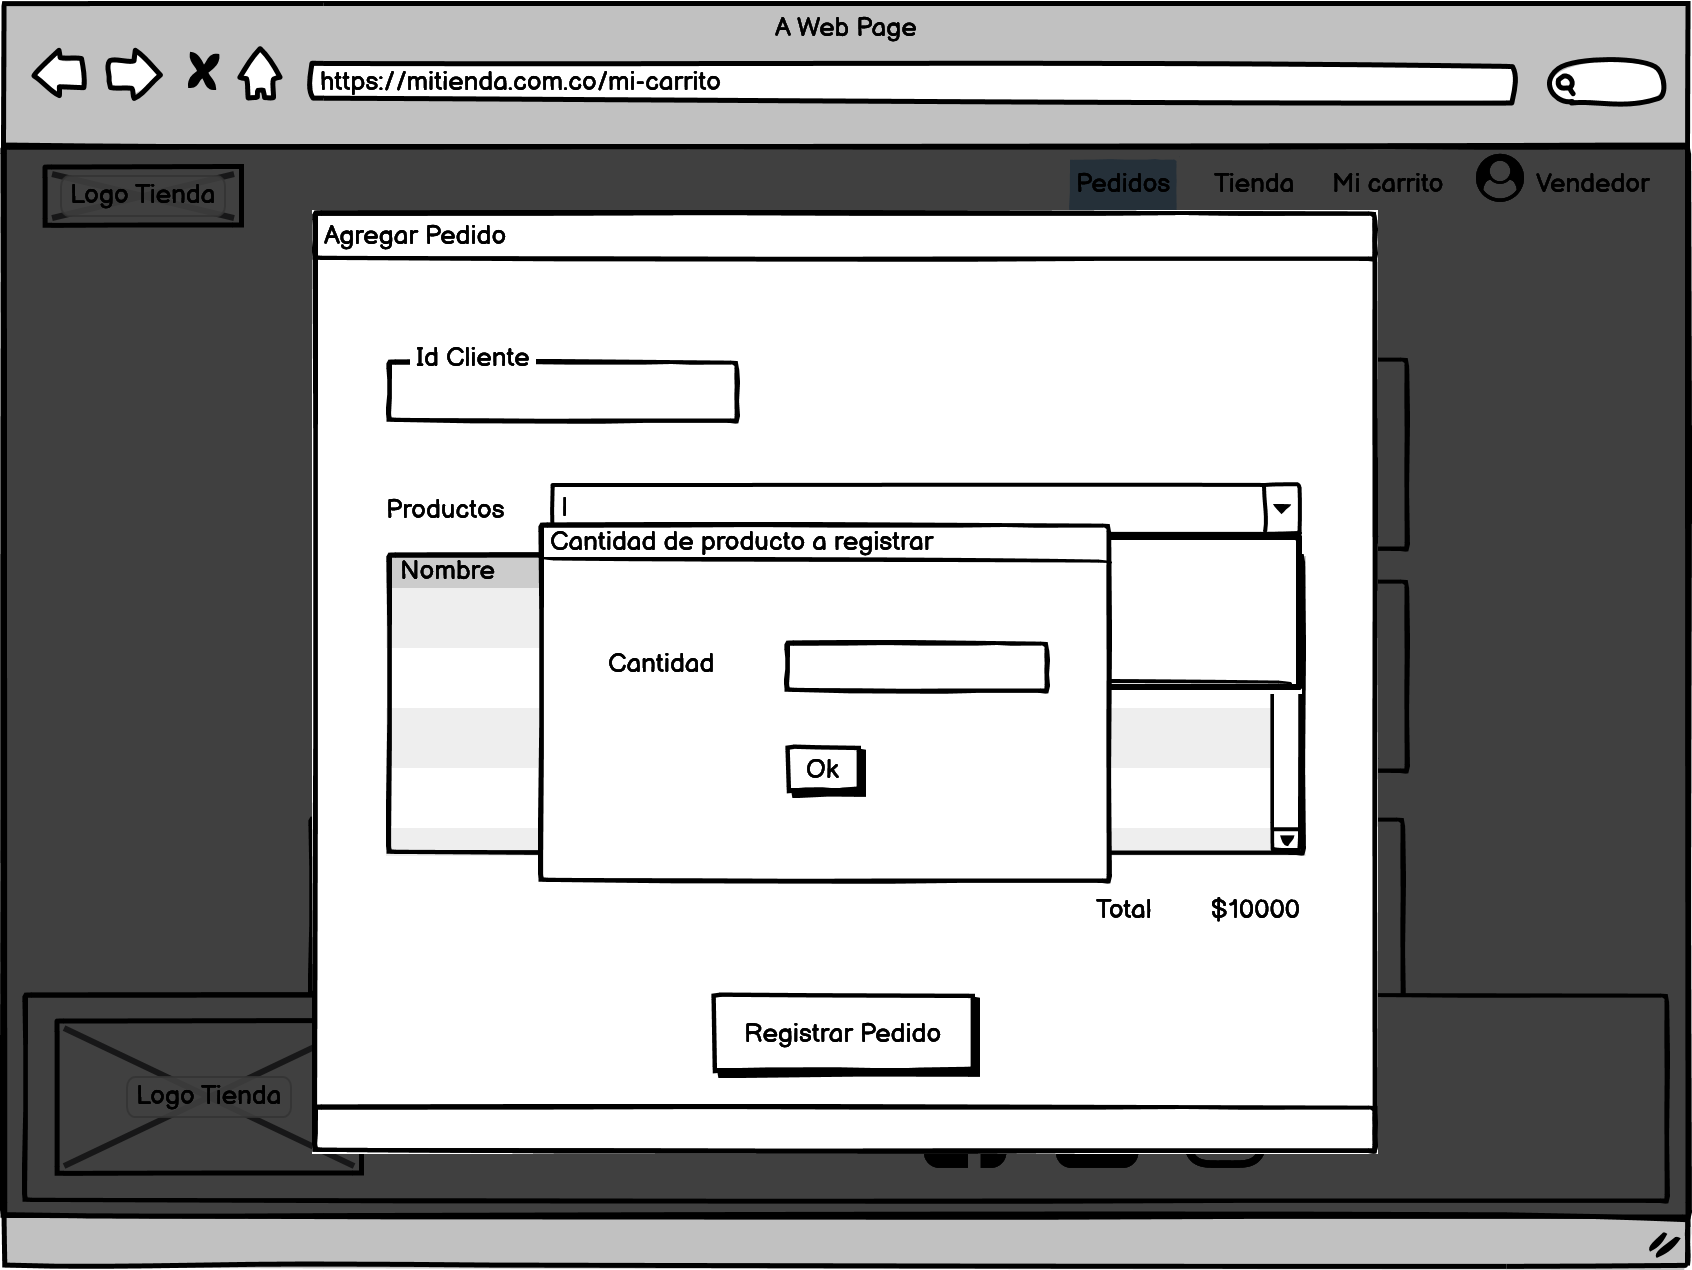 A Web Page
https://mitienda.com.co/mi-carrito
Logo Tienda
Pedidos
Tienda
Mi carrito
Vendedor
Agregar Pedido
Id Cliente
Productos
Cantidad de producto a registrar
Nombre
Cantidad
Ok
Total
$10000
Registrar Pedido
Logo Tienda